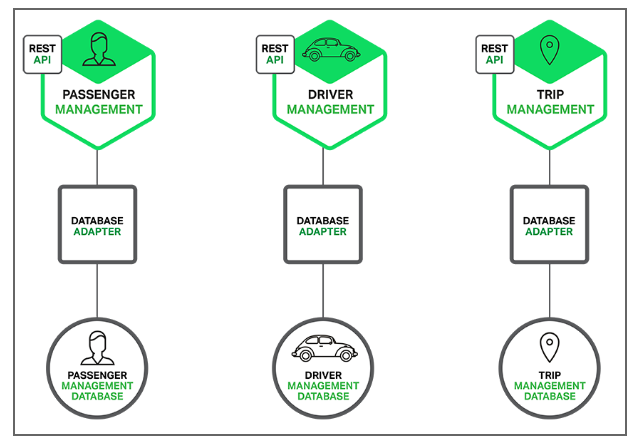 REST
API
PASSENGER
MANAGEMENT
REST
API
DRIVER
MANAGEMENT
REST
API
TRIP
MANAGEMENT
DATABASE
ADAPTER
DATABASE
ADAPTER
DATABASE
ADAPTER
PASSENGER
MANAGEMENT
DATABASE
DRIVER
MANAGEMENT
DATABASE
TRIP
MANAGEMENT
DATABASE